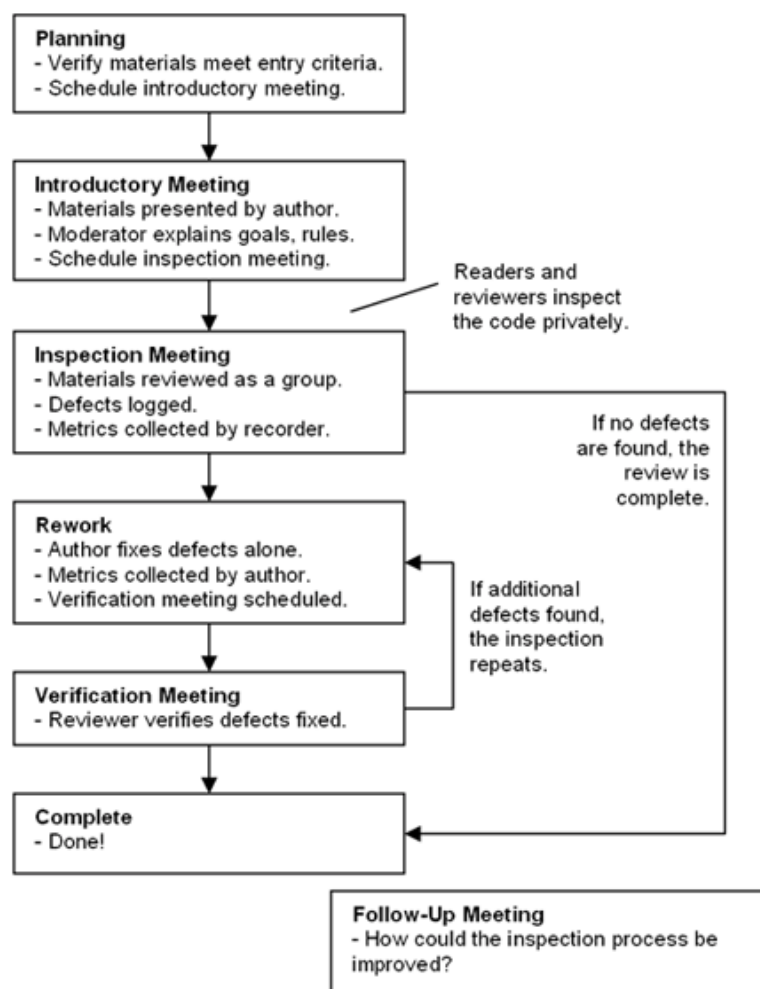 Planning
- Verify materials meet entry criteria.
- Schedule introductory meeting.
Introductory Meeting
- Materials presented by author.
- Moderator explains goals, rules.
- Schedule inspection meeting.
Readers and
reviewers inspect
the code privately.
Inspection Meeting
- Materials reviewed as a group.
- Defects logged.
- Metrics collected by recorder.
If no defects
are found, the
review is
complete.
Rework
- Author fixes defects alone.
- Metrics collected by author.
- Verification meeting scheduled.
If additional
defects found,
the inspection
repeats.
Verification Meeting
- Reviewer verifies defects fixed.
Complete
- Done!
Follow-Up Meeting
- How could the inspection process be
improved?